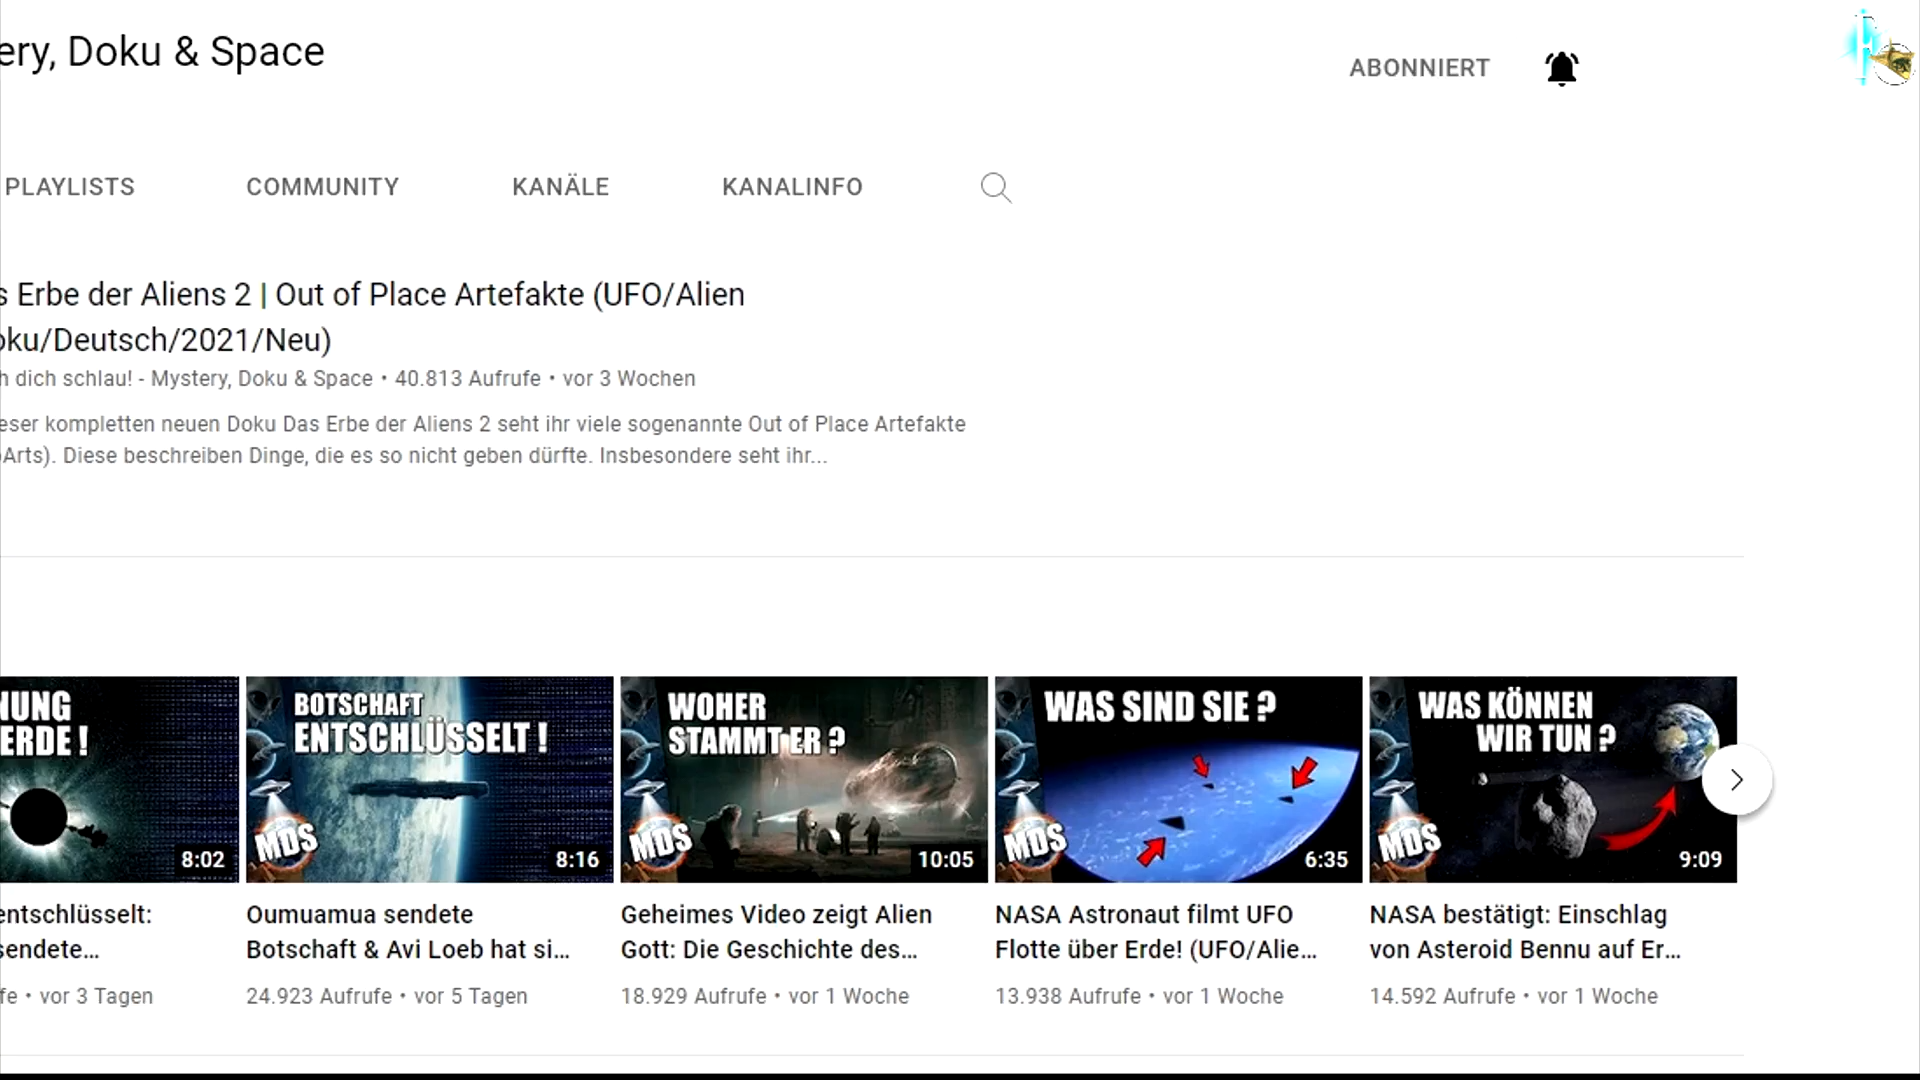 ery, Doku & Space
ABONNIERT
PLAYLISTS
COMMUNITY
KANÄLE
KANALINFO
s Erbe der Aliens 2 | Out of Place Artefakte (UFO/Alien
oku/Deutsch/2021/Neu)
h dich schlau! - Mystery, Doku & Space • 40.813 Aufrufe • vor 3 Wochen
eser kompletten neuen Doku Das Erbe der Aliens 2 seht ihr viele sogenannte Out of Place Artefakte
Arts). Diese beschreiben Dinge, die es so nicht geben dürfte. Insbesondere seht ihr...
NUNG
ERDE !
8:02
BOTSCHAFT
ENTSCHLÜSSELT !
MDS
8:16
WOHER
STAMMT ER ?
MDS
10:05
WAS SIND SIE ?
MDS
6:35
WAS KÖNNEN
WIR TUN ?
MDS
9:09
entschlüsselt:
sendete...
fe • vor 3 Tagen
Oumuamua sendete
Botschaft & Avi Loeb hat si...
24.923 Aufrufe • vor 5 Tagen
Geheimes Video zeigt Alien
Gott: Die Geschichte des...
18.929 Aufrufe • vor 1 Woche
NASA Astronaut filmt UFO
Flotte über Erde! (UFO/Alie...
13.938 Aufrufe • vor 1 Woche
NASA bestätigt: Einschlag
von Asteroid Bennu auf Er...
14.592 Aufrufe • vor 1 Woche